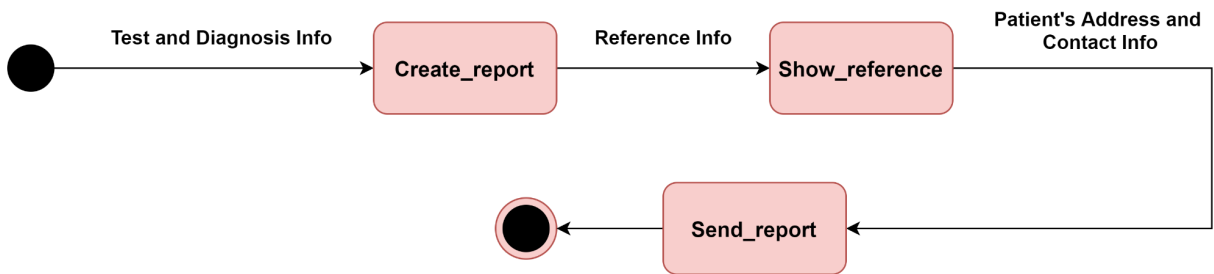 Test and Diagnosis Info
Create_report
Reference Info
Show_reference
Patient's Address and
Contact Info
Send_report